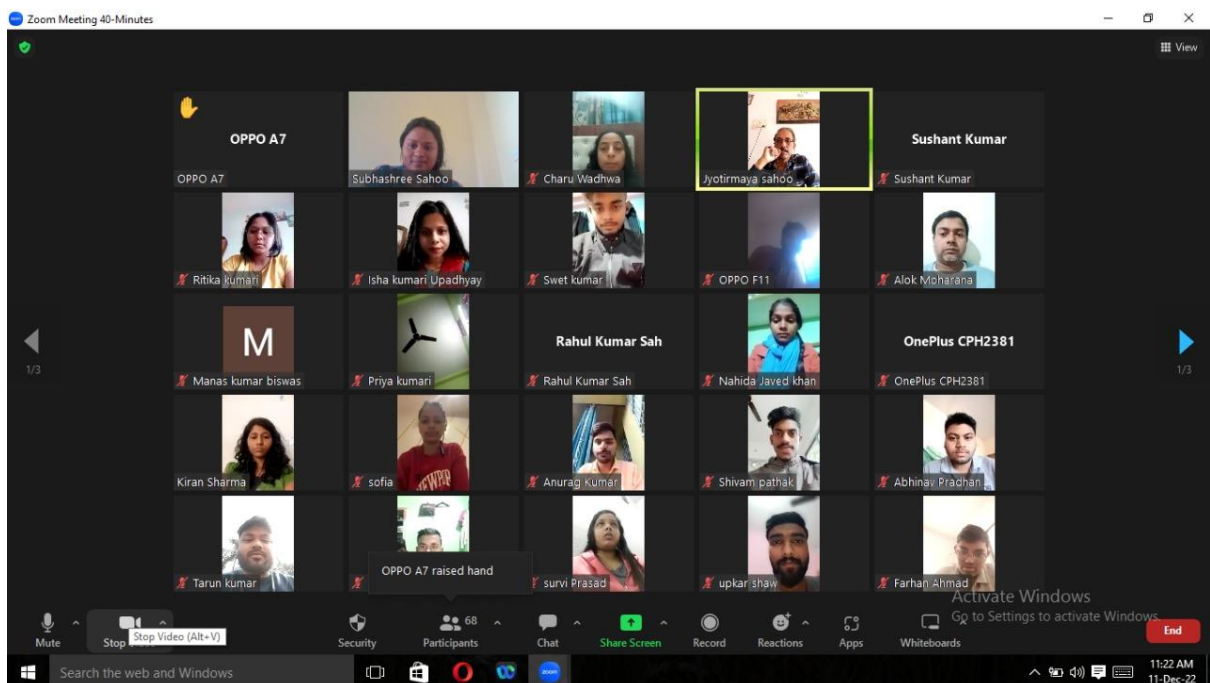 Zoom Meeting 40-Minutes
View
OPPO A7
OPPO A7
Subhashree Sahoo
Charu Wadhwa
Jyotirmaya sahoo
Sushant Kumar
Sushant Kumar
Ritika kumari
Isha kumari Upadhyay
Swet kumar
OPPO F11
Alok Moharana
1/3
M
Manas kumar biswas
Priya kumari
Rahul Kumar Sah
Rahul Kumar Sah
Nahida Javed khan
OnePlus CPH2381
OnePlus CPH2381
1/3
Kiran Sharma
sofia
Anurag Kumar
Shivam pathak
Abhinav Pradhan
Tarun kumar
OPPO A7 raised hand
survi Prasad
upkar shaw
Farhan Ahmad
Activate Windows
Go to Settings to activate Windows.
Mute
Stop
Stop Video (Alt+V)
Security
68
Participants
Chat
Share Screen
Record
Reactions
Apps
Whiteboards
End
Search the web and Windows
zoom
11:22 AM
11-Dec-22